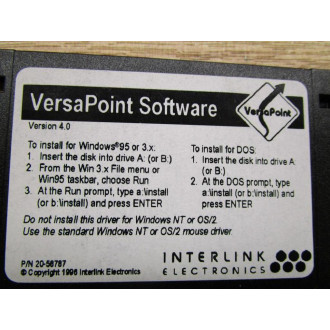 VersaPoint Software
VersaPoint
Version 4.0
To install for Windows®95 or 3.x:
1. Insert the disk into drive A: (or B:)
2. From the Win 3.x File menu or
Win95 taskbar, choose Run
3. At the Run prompt, type a:\install
(or b:\install) and press ENTER
To install for DOS:
1. Insert the disk into drive A:
(or B:)
2. At the DOS prompt, type
a:\install (or b:\install) and
press ENTER
Do not install this driver for Windows NT or OS/2.
Use the standard Windows NT or OS/2 mouse driver.
P/N 20-56787
© Copyright 1996 Interlink Electronics
INTERLINK
ELECTRONICS